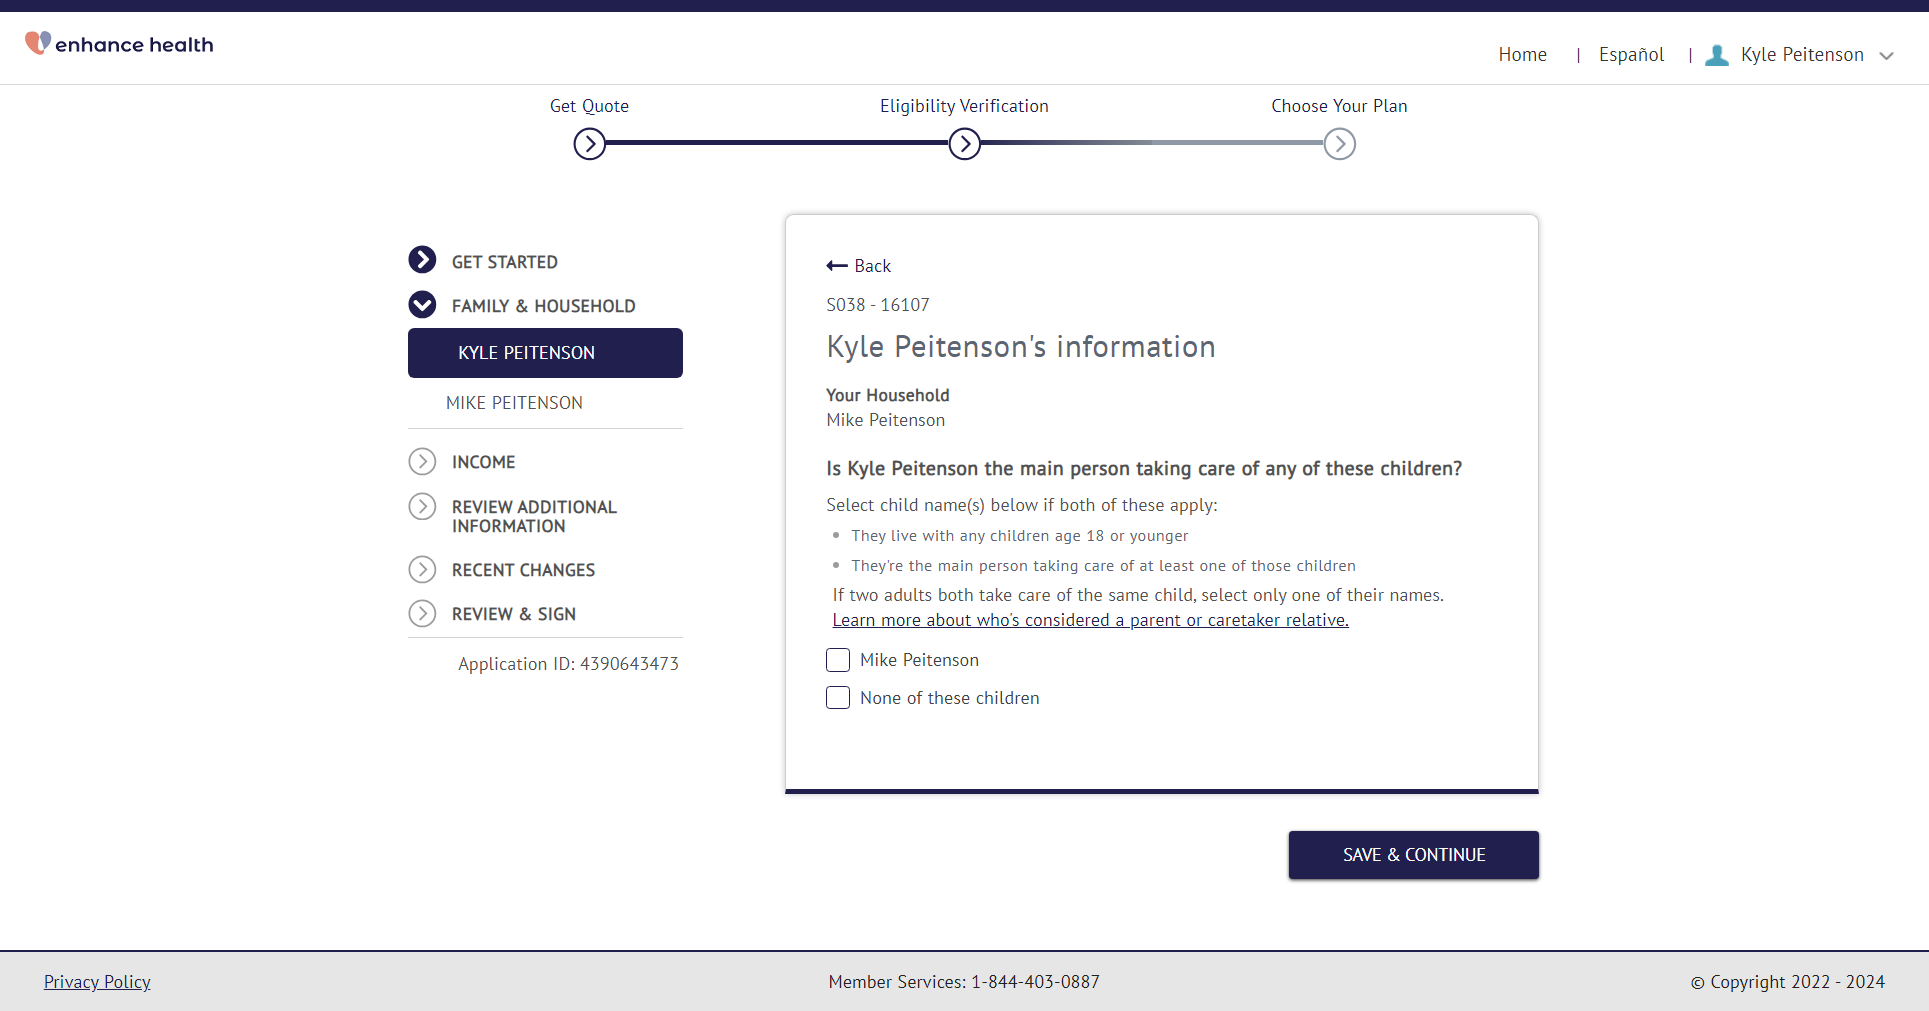 enhance health
Home | Español | Kyle Peitenson
Get Quote
Eligibility Verification
Choose Your Plan
GET STARTED
FAMILY & HOUSEHOLD
KYLE PEITENSON
MIKE PEITENSON
INCOME
REVIEW ADDITIONAL
INFORMATION
RECENT CHANGES
REVIEW & SIGN
Application ID: 4390643473
Back
S038 - 16107
Kyle Peitenson's information
Your Household
Mike Peitenson
Is Kyle Peitenson the main person taking care of any of these children?
Select child name(s) below if both of these apply:
• They live with any children age 18 or younger
• They're the main person taking care of at least one of those children
If two adults both take care of the same child, select only one of their names.
Learn more about who's considered a parent or caretaker relative.
Mike Peitenson
None of these children
SAVE & CONTINUE
Privacy Policy
Member Services: 1-844-403-0887
© Copyright 2022 - 2024